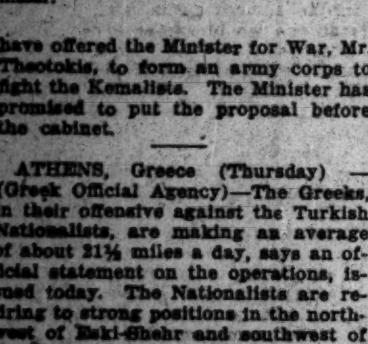 have offered the Minister for War, Mr.
Theotokis, to form an army corps to
fight the Kemalists. The Minister has
promised to put the proposal before
the cabinet.
ATHENS, Greece (Thursday) —
(Greek Official Agency)—The Greeks,
in their offensive against the Turkish
Nationalists, are making an average
of about 21½ miles a day, says an of-
ficial statement on the operations, is-
sued today. The Nationalists are re-
tiring to strong positions in the north-
west of Eski-Shehr and southwest of